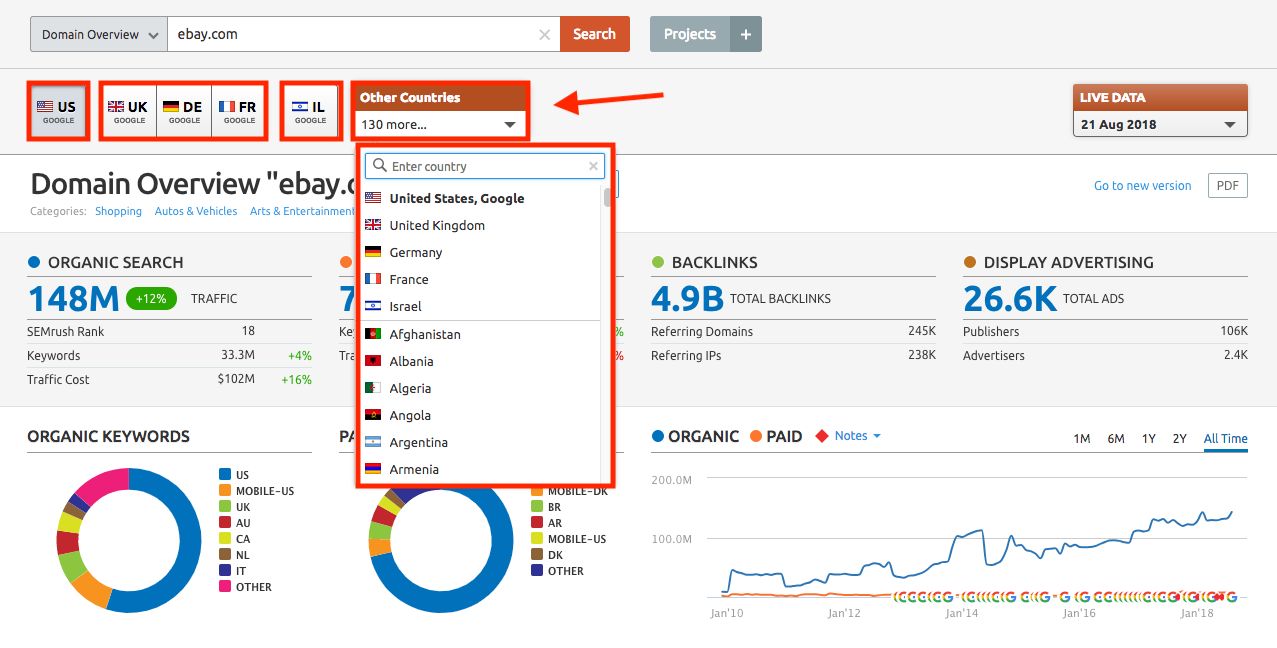 Domain Overview ebay.com Search Projects +
US GOOGLE UK GOOGLE DE GOOGLE FR GOOGLE IL GOOGLE
Other Countries
130 more...
LIVE DATA
21 Aug 2018
Enter country
United States, Google
United Kingdom
Germany
France
Israel
Afghanistan
Albania
Algeria
Angola
Argentina
Armenia
Domain Overview "ebay.c
Go to new version PDF
Categories: Shopping Autos & Vehicles Arts & Entertainment
ORGANIC SEARCH
148M +12% TRAFFIC
SEMrush Rank 18
Keywords 33.3M +4%
Traffic Cost $102M +16%
7
Ke %
Tra %
BACKLINKS
4.9B TOTAL BACKLINKS
Referring Domains 245K
Referring IPs 238K
DISPLAY ADVERTISING
26.6K TOTAL ADS
Publishers 106K
Advertisers 2.4K
ORGANIC KEYWORDS
US
MOBILE-US
UK
AU
CA
NL
IT
OTHER
PA
MOBILE-DK
BR
AR
MOBILE-US
DK
OTHER
ORGANIC PAID Notes 1M 6M 1Y 2Y All Time
200.0M
100.0M
Jan'10 Jan'12 Jan'14 Jan'16 Jan'18